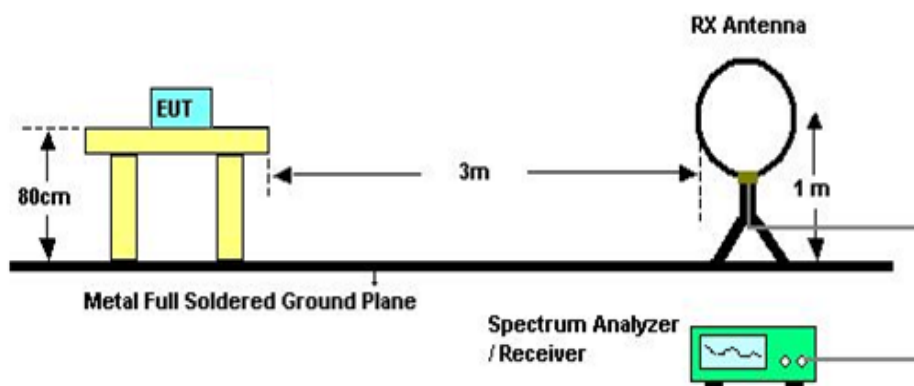 RX Antenna
EUT
80cm
3m
1 m
Metal Full Soldered Ground Plane
Spectrum Analyzer
/ Receiver